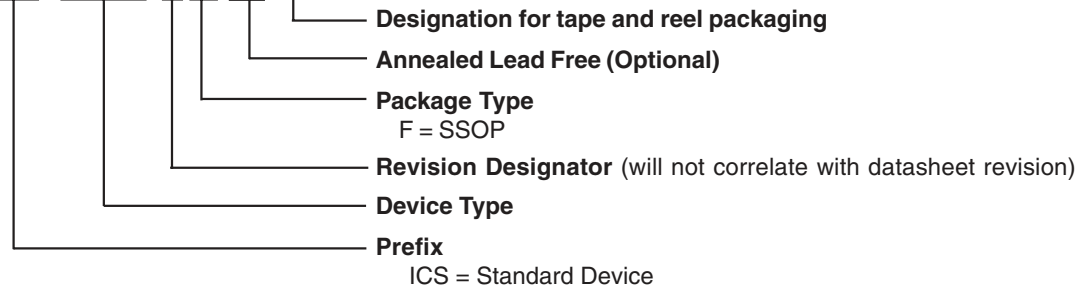 Designation for tape and reel packaging
Annealed Lead Free (Optional)
Package Type
F = SSOP
Revision Designator (will not correlate with datasheet revision)
Device Type
Prefix
ICS = Standard Device